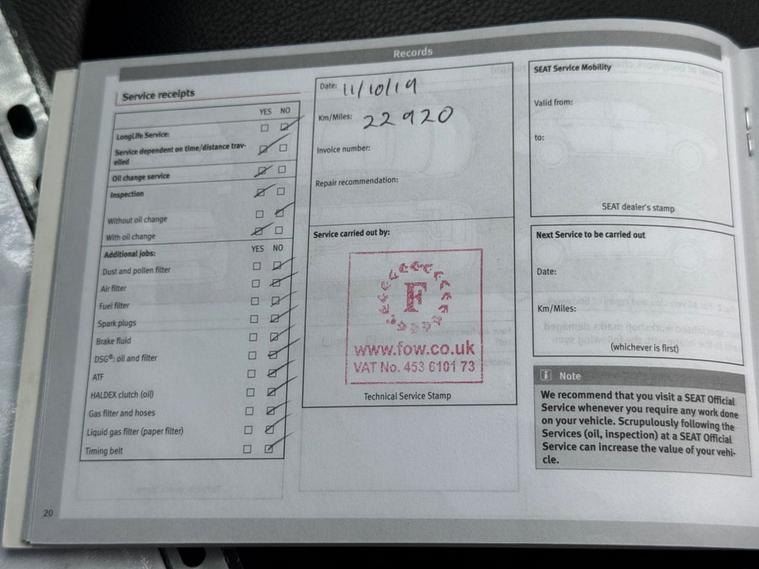 Records
Service receipts
YES NO
LongLife Service:
Service dependent on time/distance trav-
elled
Oil change service
Inspection
Without oil change
With oil change
Additional jobs: YES NO
Dust and pollen filter
Air filter
Fuel filter
Spark plugs
Brake fluid
DSG®: oil and filter
ATF
HALDEX clutch (oil)
Gas filter and hoses
Liquid gas filter (paper filter)
Timing belt
Date: 11/10/19
Km/Miles: 22920
Invoice number:
Repair recommendation:
Service carried out by:
F
www.fow.co.uk
VAT No. 453 6101 73
Technical Service Stamp
SEAT Service Mobility
Valid from:
to:
SEAT dealer's stamp
Next Service to be carried out
Date:
Km/Miles:
(whichever is first)
i Note
We recommend that you visit a SEAT Official
Service whenever you require any work done
on your vehicle. Scrupulously following the
Services (oil, inspection) at a SEAT Official
Service can increase the value of your vehi-
cle.
20